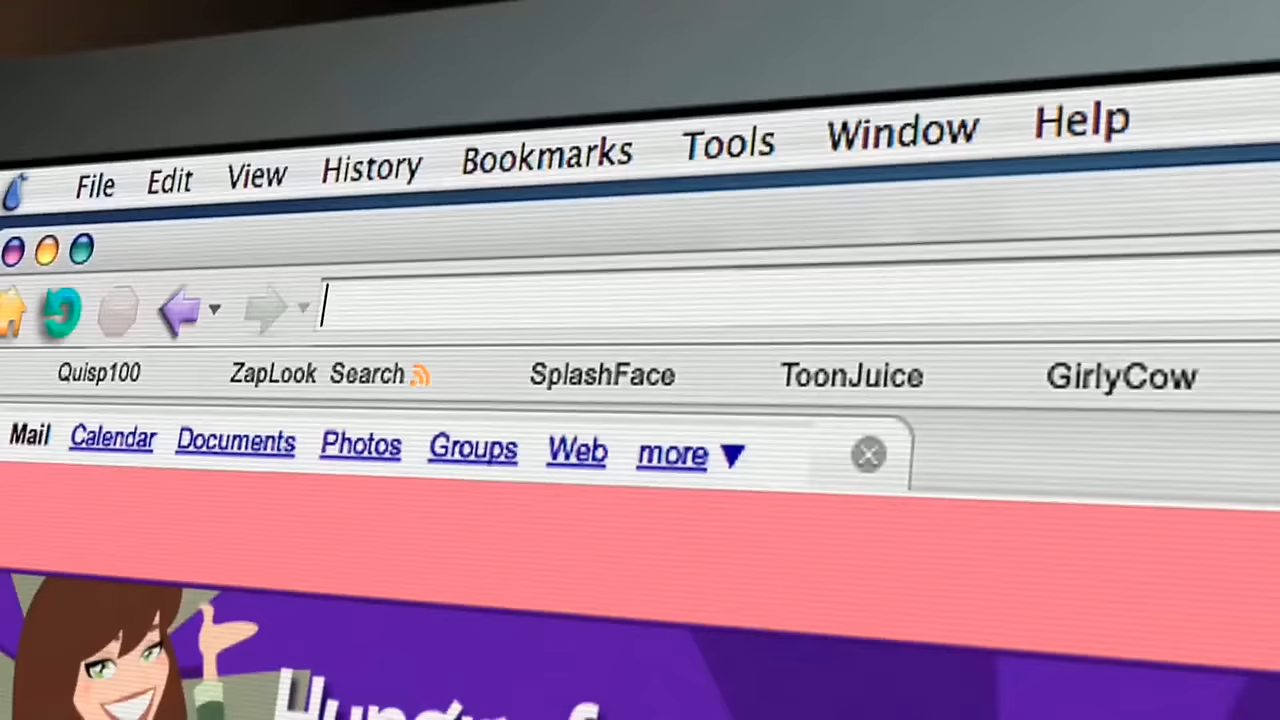 File Edit View History Bookmarks Tools Window Help
Quisp100 ZapLook Search SplashFace ToonJuice GirlyCow
Mail Calendar Documents Photos Groups Web more